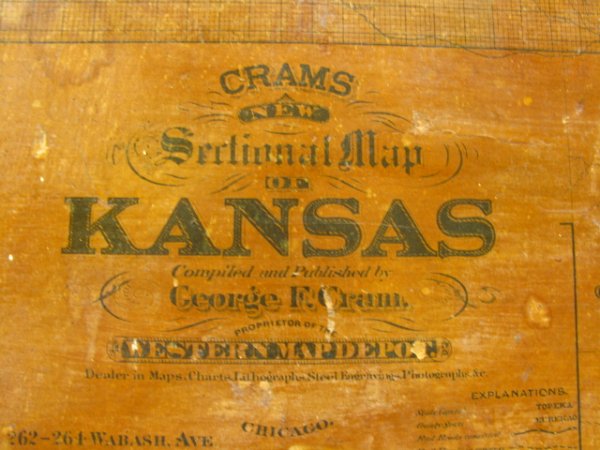 CRAMS
NEW
Sectional Map
OF
KANSAS
Compiled and Published by
George F. Cram,
PROPRIETOR OF THE
WESTERN MAP DEPOT
Dealer in Maps, Charts, Lithographs, Steel Engravings, Photographs, &c.
262-264 WABASH, AVE
CHICAGO.
EXPLANATIONS.
TOPEKA